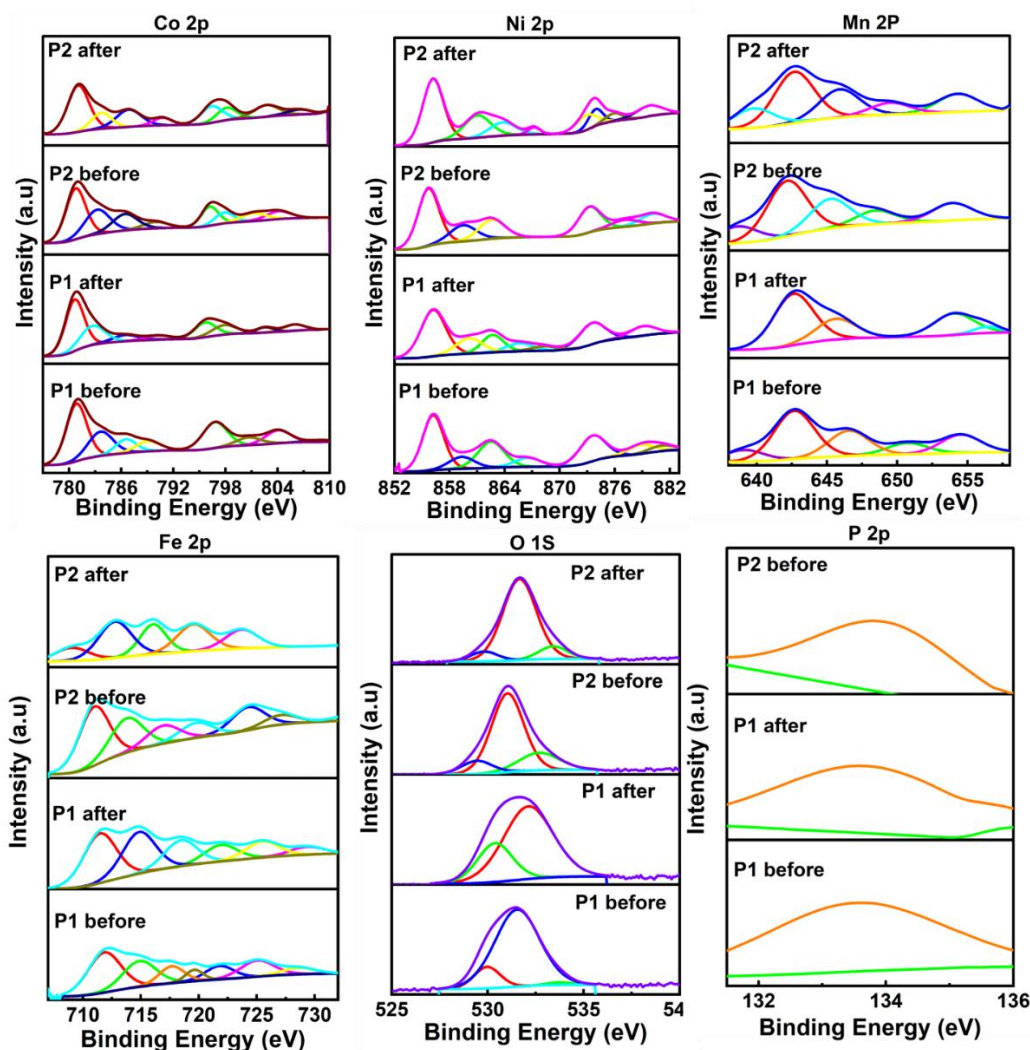 Co 2p
P2 after
P2 before
P1 after
P1 before
Intensity (a.u)
780 786 792 798 804 810
Binding Energy (eV)
Ni 2p
P2 after
P2 before
P1 after
P1 before
Intensity (a.u)
852 858 864 870 876 882
Binding Energy (eV)
Mn 2P
P2 after
P2 before
P1 after
P1 before
Intensity (a.u)
640 645 650 655
Binding Energy (eV)
Fe 2p
P2 after
P2 before
P1 after
P1 before
Intensity (a.u)
710 715 720 725 730
Binding Energy (eV)
O 1S
P2 after
P2 before
P1 after
P1 before
Intensity (a.u)
525 530 535 54
Binding Energy (eV)
P 2p
P2 before
P1 after
P1 before
Intensity (a.u)
132 134 136
Binding Energy (eV)